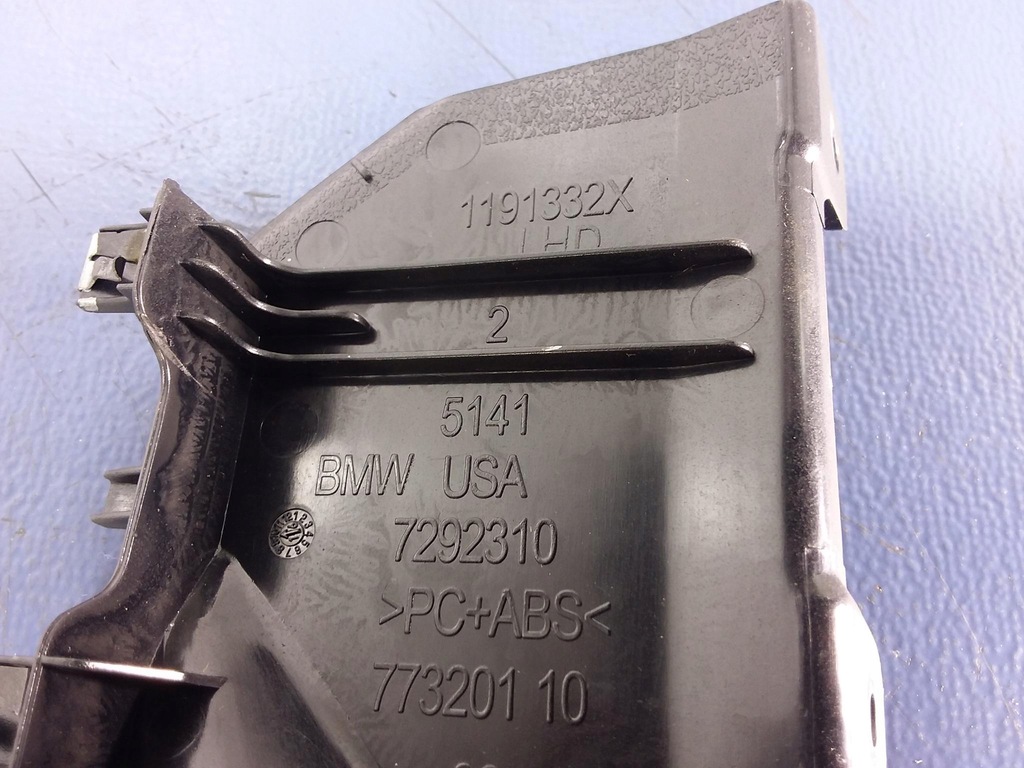 1191332X
LHD
2
5141
BMW USA
7292310
>PC+ABS<
773201 10